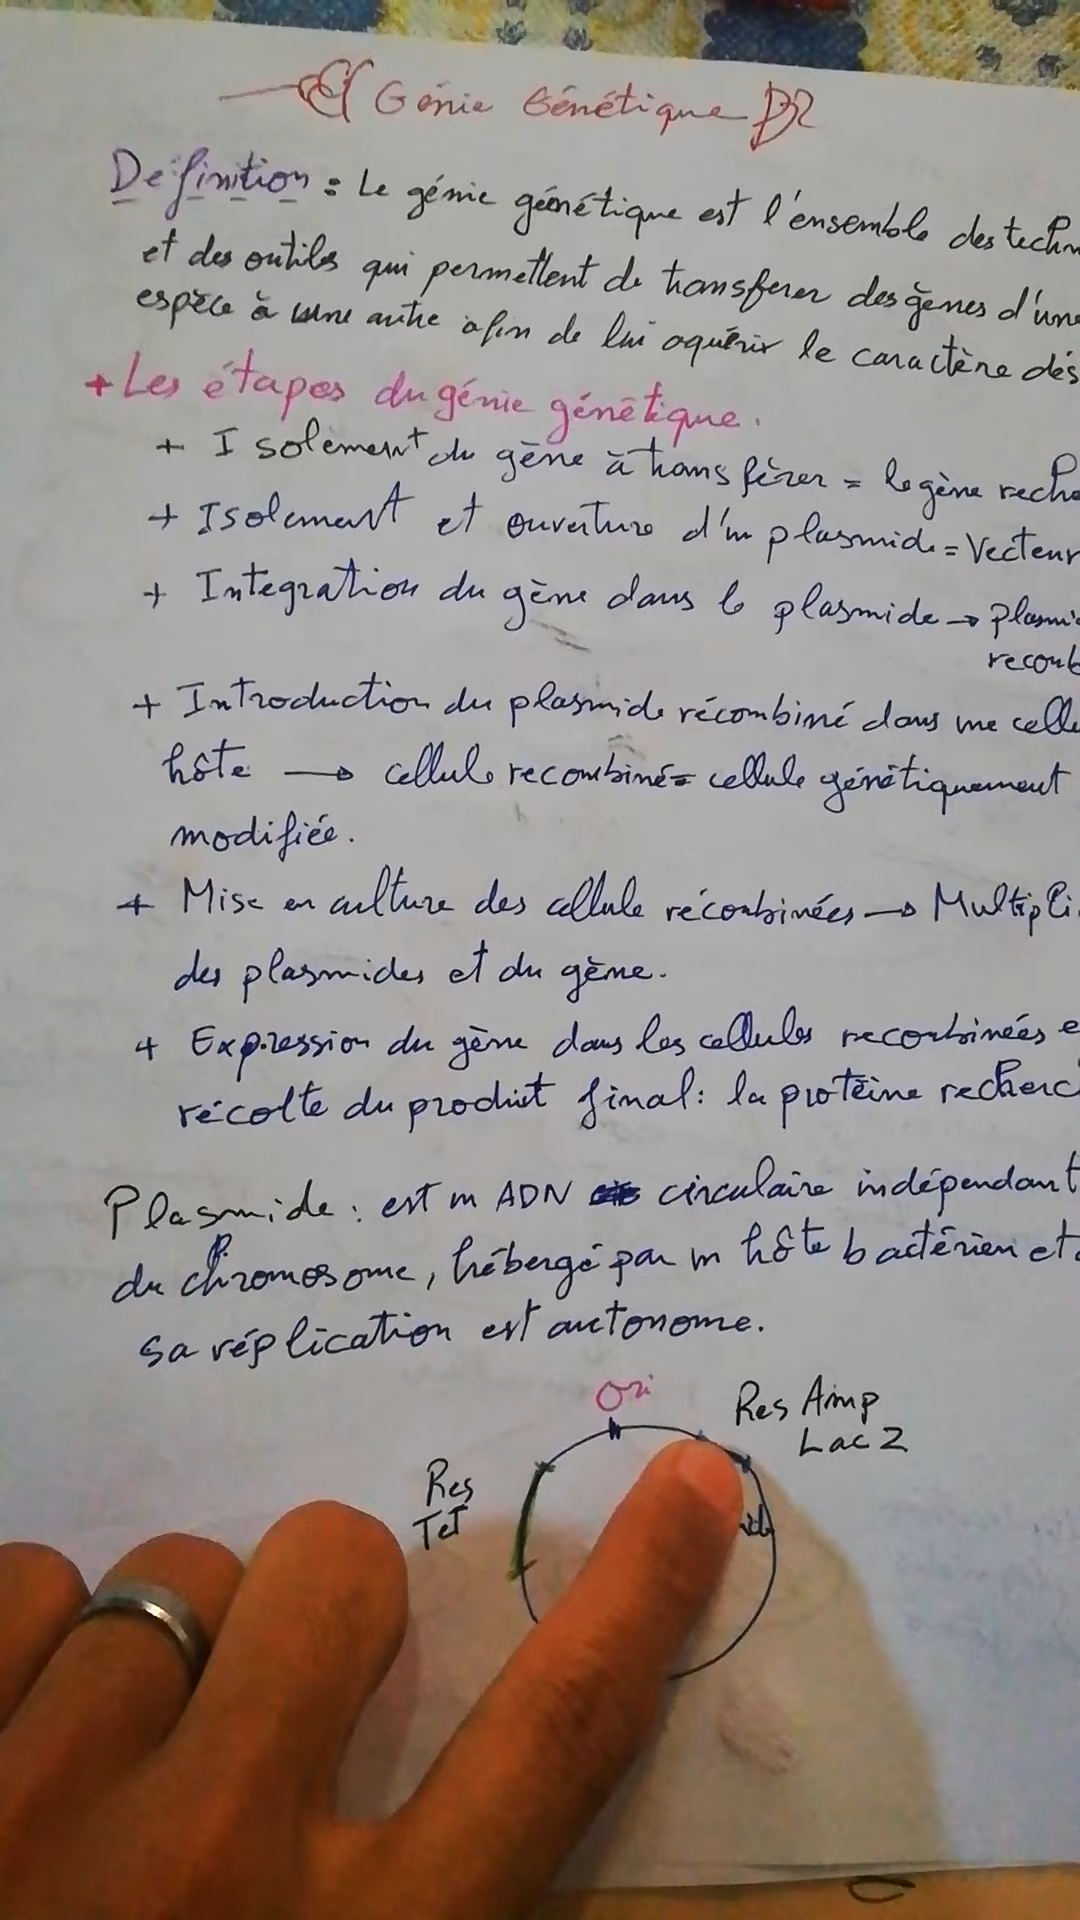 Génie Génétique
Définition : Le génie génétique est l'ensemble des techn
et des outils qui permettent de transferer des gènes d'une
espèce à une autre afin de lui aquérir le caractère dés
+ Les étapes du génie génétique.
+ Isolement du gène à transférer = le gène reche
+ Isolement et ouverture d'un plasmide = Vecteur
+ Integration du gène dans le plasmide → plasmi
recomb
+ Introduction du plasmide récombiné dans une cellu
hôte → cellule recombiné = cellule génétiquement
modifiée.
+ Mise en culture des cellule récombinées → Multipli
des plasmides et du gène.
+ Expression du gène dans les cellules recombinées e
récolte du produit final : la protéine recherc
Plasmide : est un ADN circulaire indépendant
du chromosome, hébergé par un hôte bactérien et
sa réplication est autonome.
Ori
Res Amp
Lac Z
Res
Tet